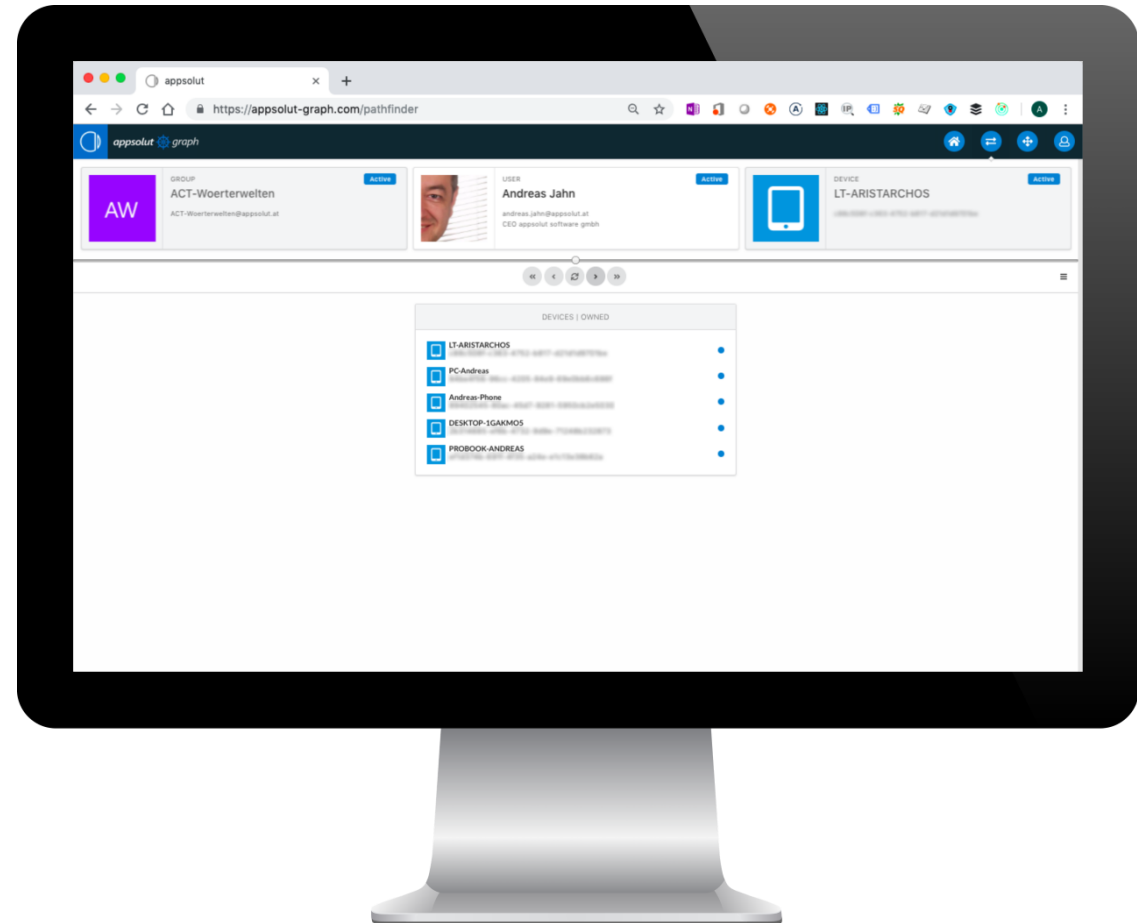 appsolut
https://appsolut-graph.com/pathfinder
appsolut graph
AW
GROUP
ACT-Woerterwelten
ACT-Woerterwelten@appsolut.at
Active
USER
Andreas Jahn
andreas.jahn@appsolut.at
CEO appsolut software gmbh
Active
DEVICE
LT-ARISTARCHOS
Active
DEVICES | OWNED
LT-ARISTARCHOS
PC-Andreas
Andreas-Phone
DESKTOP-1GAKMOS
PROBOOK-ANDREAS